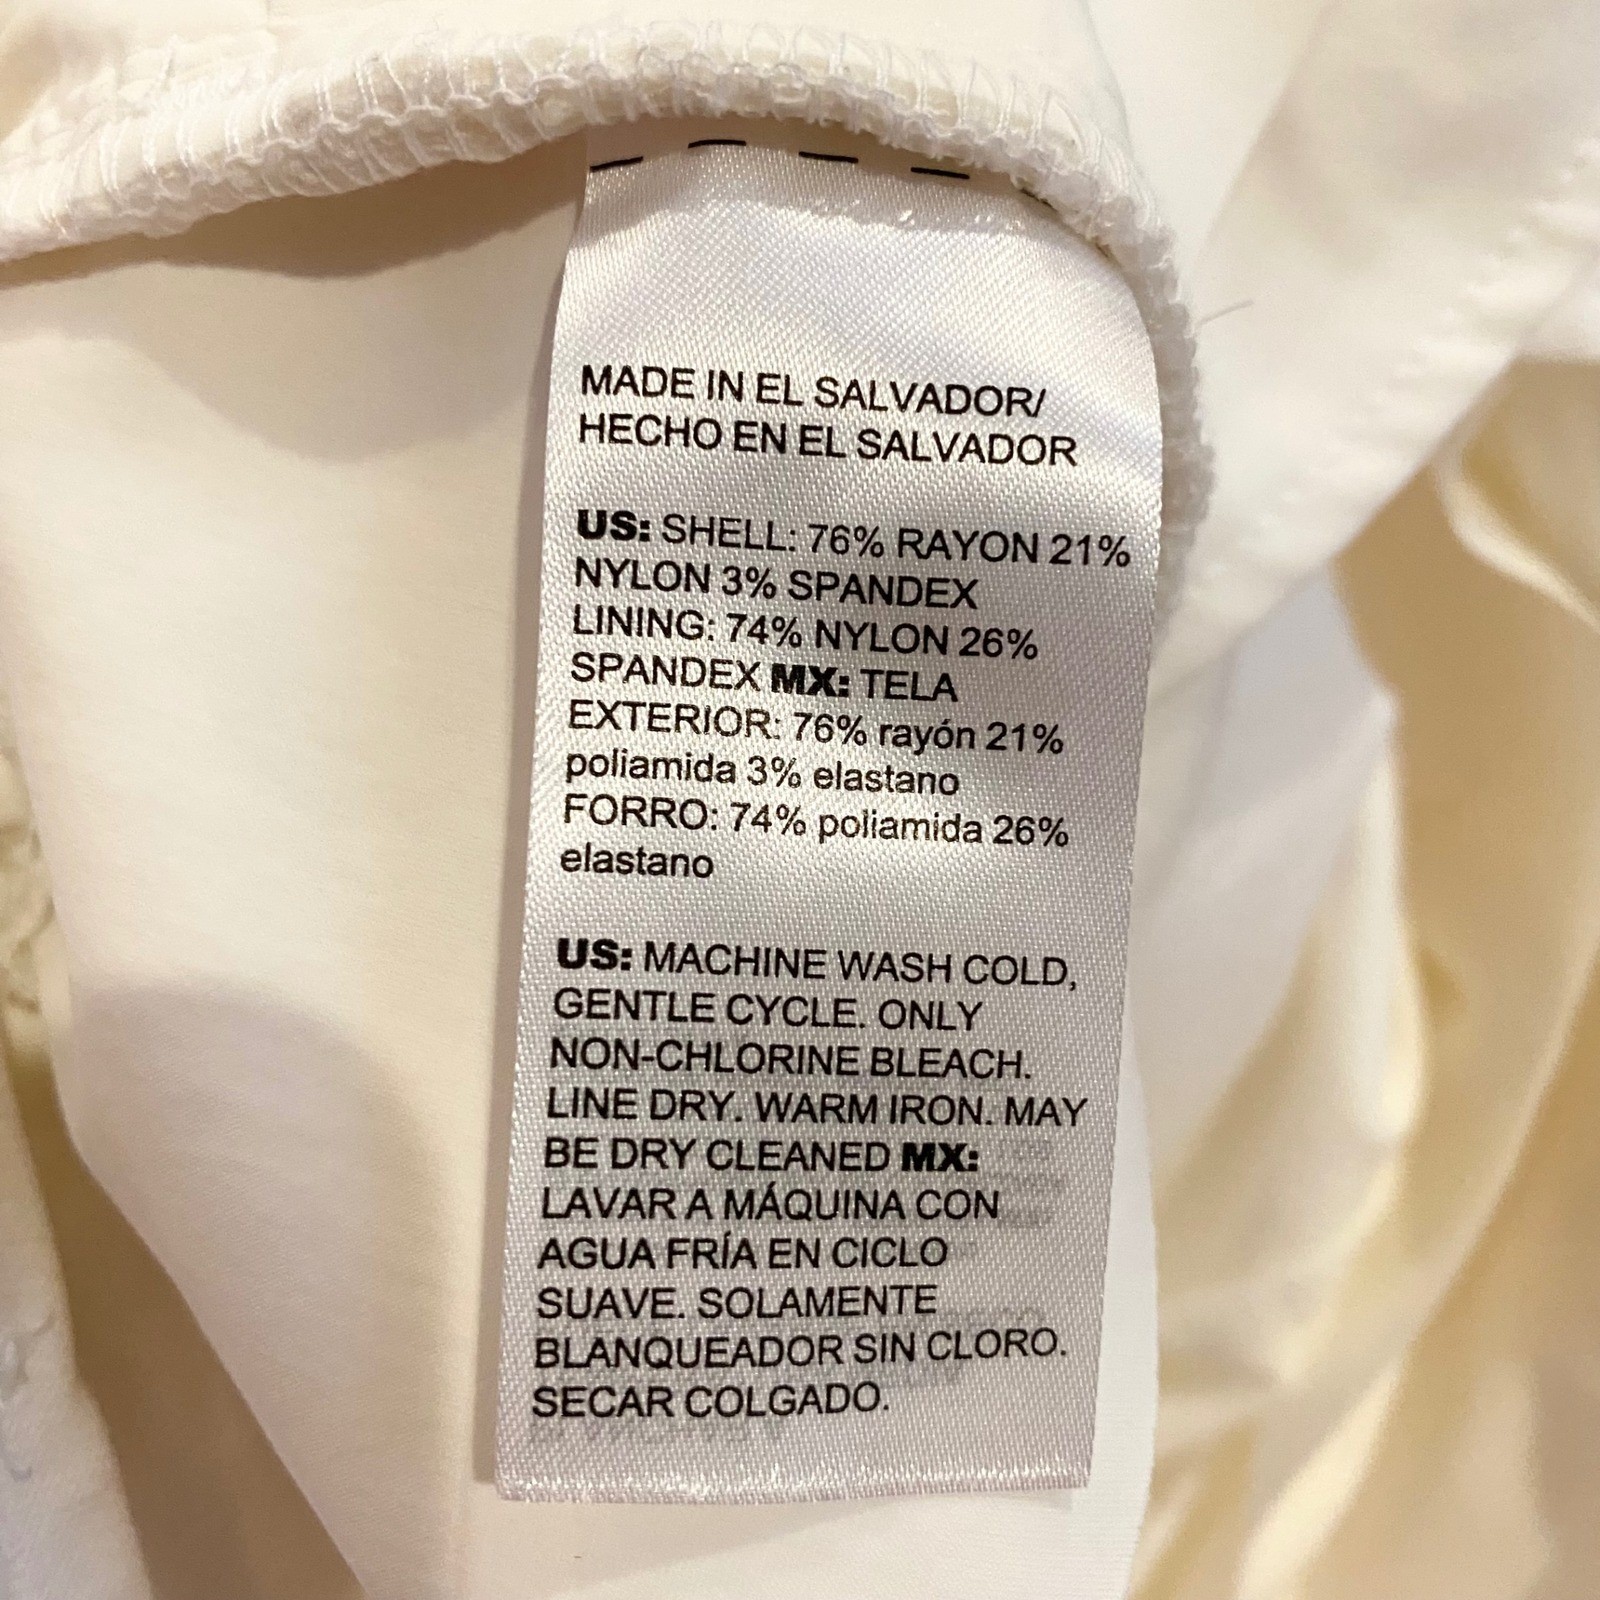 MADE IN EL SALVADOR/
HECHO EN EL SALVADOR
US: SHELL: 76% RAYON 21%
NYLON 3% SPANDEX
LINING: 74% NYLON 26%
SPANDEX MX: TELA
EXTERIOR: 76% rayón 21%
poliamida 3% elastano
FORRO: 74% poliamida 26%
elastano
US: MACHINE WASH COLD,
GENTLE CYCLE. ONLY
NON-CHLORINE BLEACH.
LINE DRY. WARM IRON. MAY
BE DRY CLEANED MX:
LAVAR A MÁQUINA CON
AGUA FRÍA EN CICLO
SUAVE. SOLAMENTE
BLANQUEADOR SIN CLORO.
SECAR COLGADO.